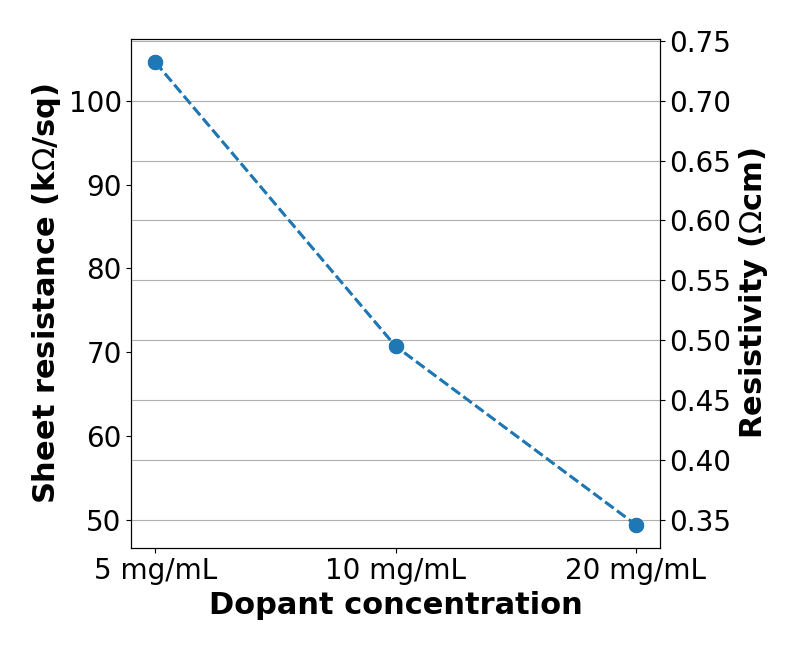 Sheet resistance (kΩ/sq)
100
90
80
70
60
50
0.75
0.70
0.65
0.60
0.55
0.50
0.45
0.40
0.35
Resistivity (Ωcm)
5 mg/mL
10 mg/mL
20 mg/mL
Dopant concentration